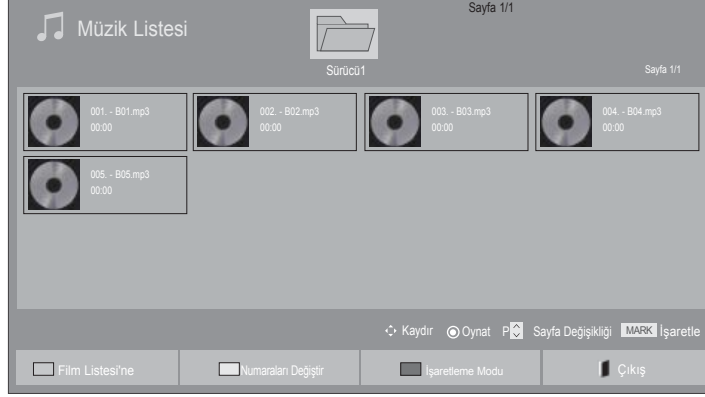 Sayfa 1/1
Müzik Listesi
Sürücü1
Sayfa 1/1
001. - B01.mp3
00:00
002. - B02.mp3
00:00
003. - B03.mp3
00:00
004. - B04.mp3
00:00
005. - B05.mp3
00:00
Kaydır Oynat P Sayfa Değişikliği MARK İşaretle
Film Listesi'ne Numaraları Değiştir İşaretleme Modu Çıkış